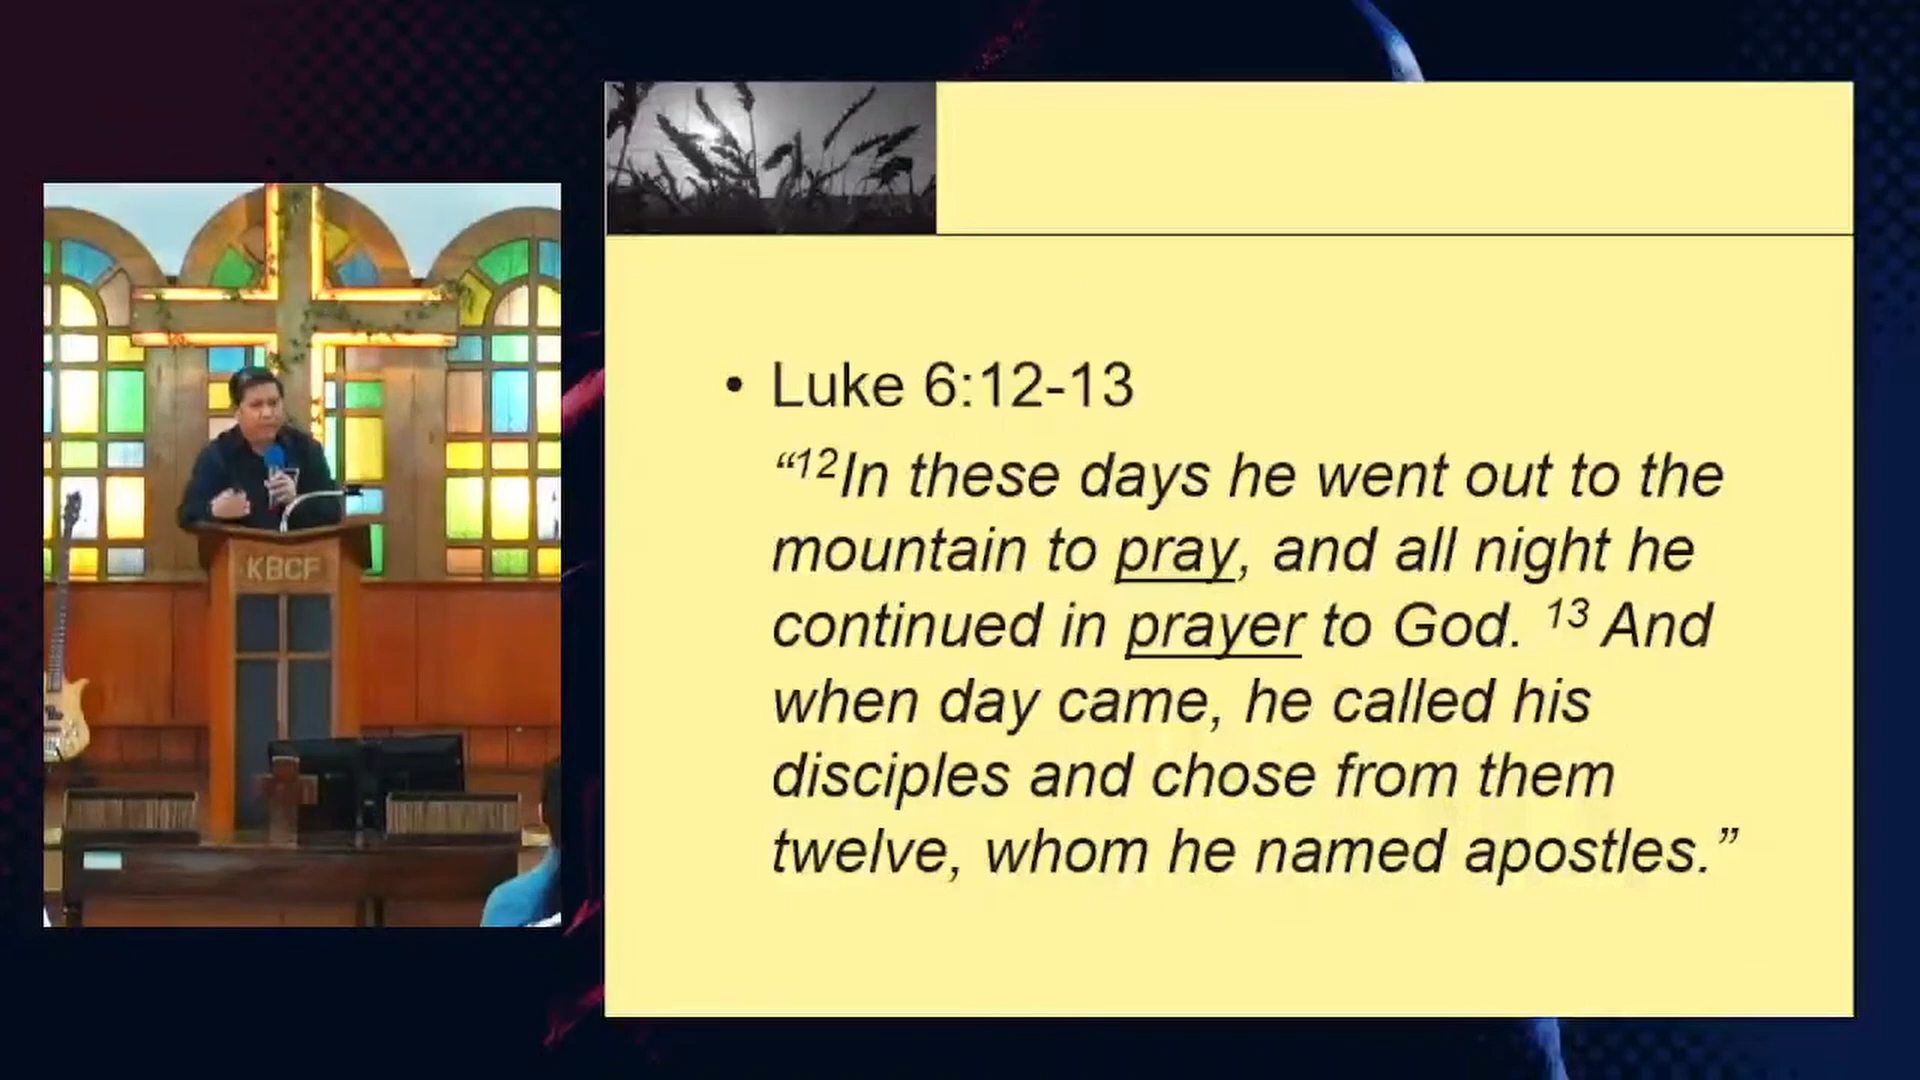 KBCF
• Luke 6:12-13
“¹²In these days he went out to the
mountain to pray, and all night he
continued in prayer to God. ¹³ And
when day came, he called his
disciples and chose from them
twelve, whom he named apostles.”